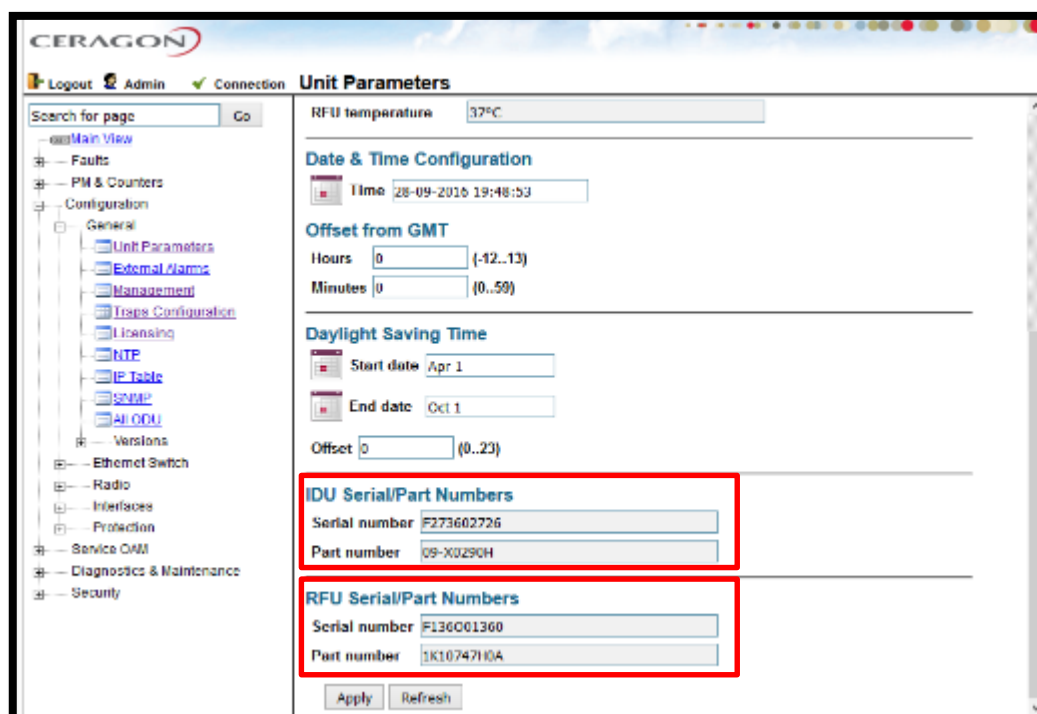 CERAGON
Logout Admin Connection Unit Parameters
Search for page Go
Main View
Faults
PM & Counters
Configuration
General
Unit Parameters
External Alarms
Management
Traps Configuration
Licensing
NTP
IP Table
SNMP
All ODU
Versions
Ethernet Switch
Radio
Interfaces
Protection
Service OAM
Diagnostics & Maintenance
Security
RFU temperature 37ºC
Date & Time Configuration
Time 28-09-2016 19:48:53
Offset from GMT
Hours 0 (-12..13)
Minutes 0 (0..59)
Daylight Saving Time
Start date Apr 1
End date Oct 1
Offset 0 (0..23)
IDU Serial/Part Numbers
Serial number F273602726
Part number 09-X0290H
RFU Serial/Part Numbers
Serial number F136O01360
Part number 1K10747H0A
Apply Refresh